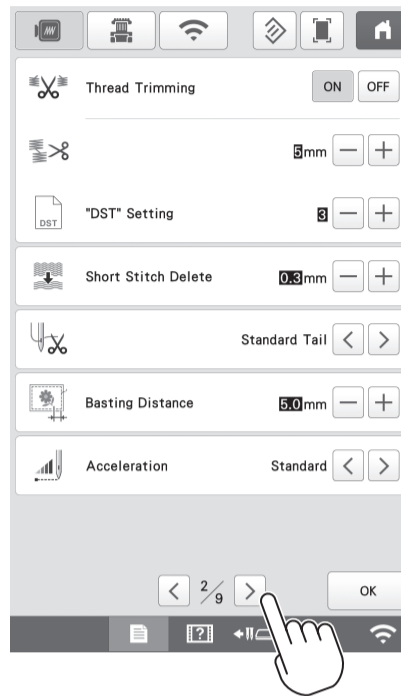 Thread Trimming ON OFF
5mm
DST
"DST" Setting 3
Short Stitch Delete 0.3mm
Standard Tail
Basting Distance 5.0mm
Acceleration Standard
2/9
OK